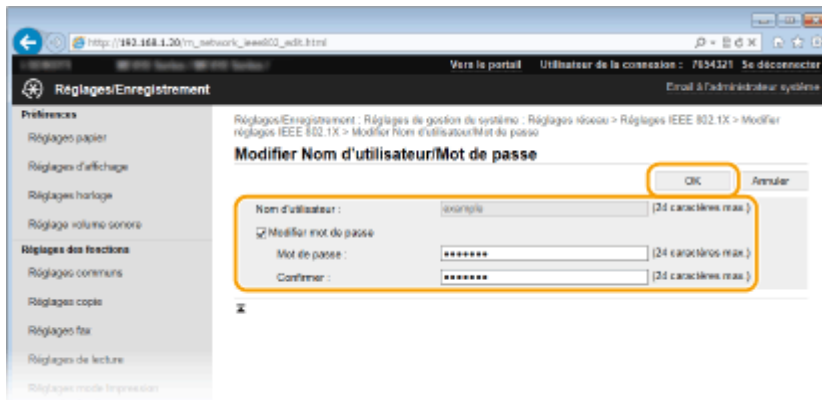 http://192.168.1.20/m_network_ieee802_edit.html
Vers le portail Utilisateur de la connexion : 7654321 Se déconnecter
Réglages/Enregistrement
Email à l'administrateur système
Préférences
Réglages papier
Réglages d'affichage
Réglages horloge
Réglage volume sonore
Réglages des fonctions
Réglages communs
Réglages copie
Réglages fax
Réglages de lecture
Réglages mode Impression
Réglages/Enregistrement : Réglages de gestion du système : Réglages réseau > Réglages IEEE 802.1X > Modifier
réglages IEEE 802.1X > Modifier Nom d'utilisateur/Mot de passe
Modifier Nom d'utilisateur/Mot de passe
OK Annuler
Nom d'utilisateur : example (24 caractères max.)
Modifier mot de passe
Mot de passe : ••••••• (24 caractères max.)
Confirmer : ••••••• (24 caractères max.)